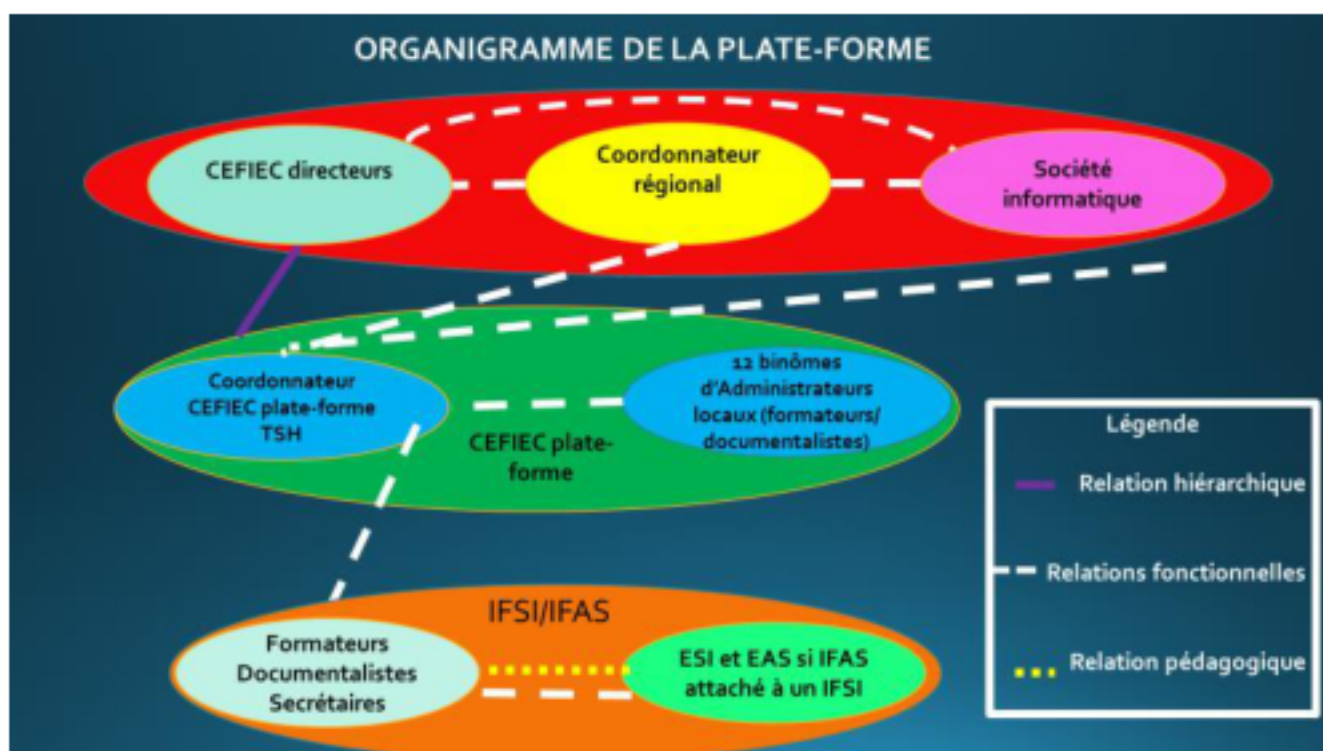 ORGANIGRAMME DE LA PLATE-FORME
CEFIEC directeurs
Coordonnateur
régional
Société
informatique
Coordonnateur
CEFIEC plate-forme
TSH
12 binômes
d'Administrateurs
locaux (formateurs/
documentalistes)
CEFIEC plate-
forme
Légende
Relation hiérarchique
Relations fonctionnelles
Relation pédagogique
IFSI/IFAS
Formateurs
Documentalistes
Secrétaires
ESI et EAS si IFAS
attaché à un IFSI